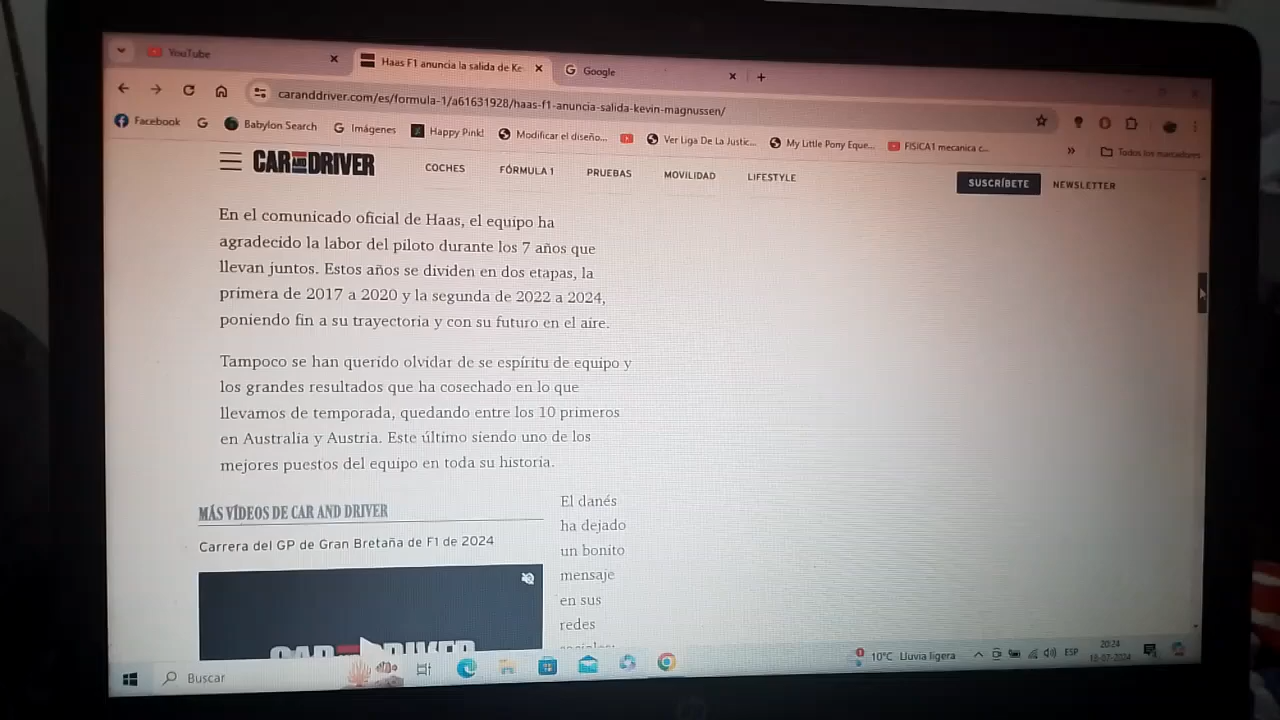 YouTube
Haas F1 anuncia la salida de Ke
Google
caranddriver.com/es/formula-1/a61631928/haas-f1-anuncia-salida-kevin-magnussen/
Facebook
Babylon Search
Imágenes
Happy Pink!
Modificar el diseño...
Ver Liga De La Justic...
My Little Pony Eque...
FISICA1 mecanica c...
»
Todos los marcadores
CAR AND DRIVER
COCHES
FÓRMULA 1
PRUEBAS
MOVILIDAD
LIFESTYLE
SUSCRÍBETE
NEWSLETTER
En el comunicado oficial de Haas, el equipo ha
agradecido la labor del piloto durante los 7 años que
llevan juntos. Estos años se dividen en dos etapas, la
primera de 2017 a 2020 y la segunda de 2022 a 2024,
poniendo fin a su trayectoria y con su futuro en el aire.
Tampoco se han querido olvidar de se espíritu de equipo y
los grandes resultados que ha cosechado en lo que
llevamos de temporada, quedando entre los 10 primeros
en Australia y Austria. Este último siendo uno de los
mejores puestos del equipo en toda su historia.
MÁS VÍDEOS DE CAR AND DRIVER
Carrera del GP de Gran Bretaña de F1 de 2024
CAR AND DRIVER
El danés
ha dejado
un bonito
mensaje
en sus
redes
Buscar
10°C Lluvia ligera
ESP
20:24